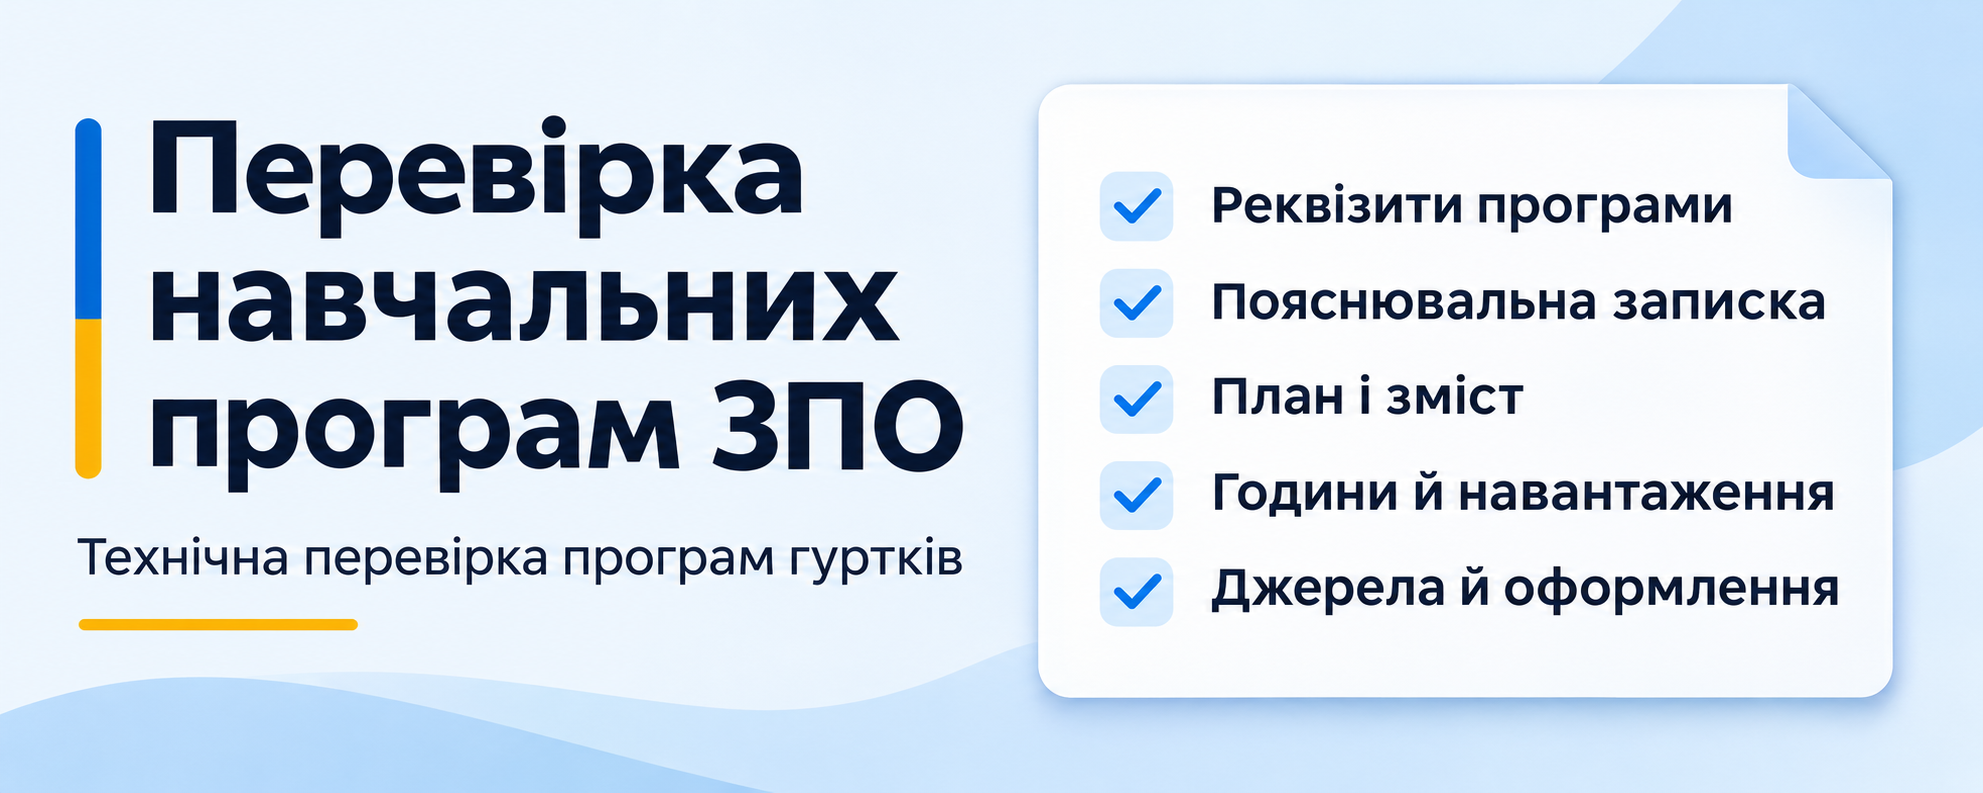 Перевірка
навчальних
програм ЗПО
Технічна перевірка програм гуртків
Реквізити програми
Пояснювальна записка
План і зміст
Години й навантаження
Джерела й оформлення